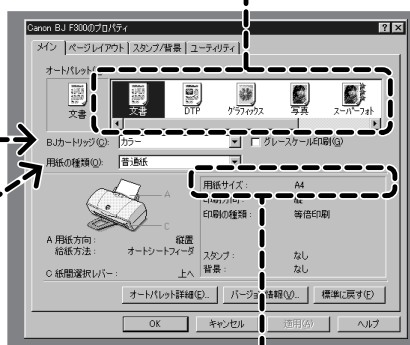 Canon BJ F300のプロパティ
メイン ページレイアウト スタンプ/背景 ユーティリティ
オートパレット
文書 文書 DTP グラフィックス 写真 スーパーフォト
BJカートリッジ(C): カラー グレースケール印刷(G)
用紙の種類(Q): 普通紙
用紙サイズ: A4
印刷方向: 縦
印刷の種類: 等倍印刷
A
C
A 用紙方向: 縦置
給紙方法: オートシートフィーダ
スタンプ: なし
背景: なし
C 紙間選択レバー: 上へ
オートパレット詳細(E)... バージョン情報(V)... 標準に戻す(F)
OK キャンセル 適用(A) ヘルプ